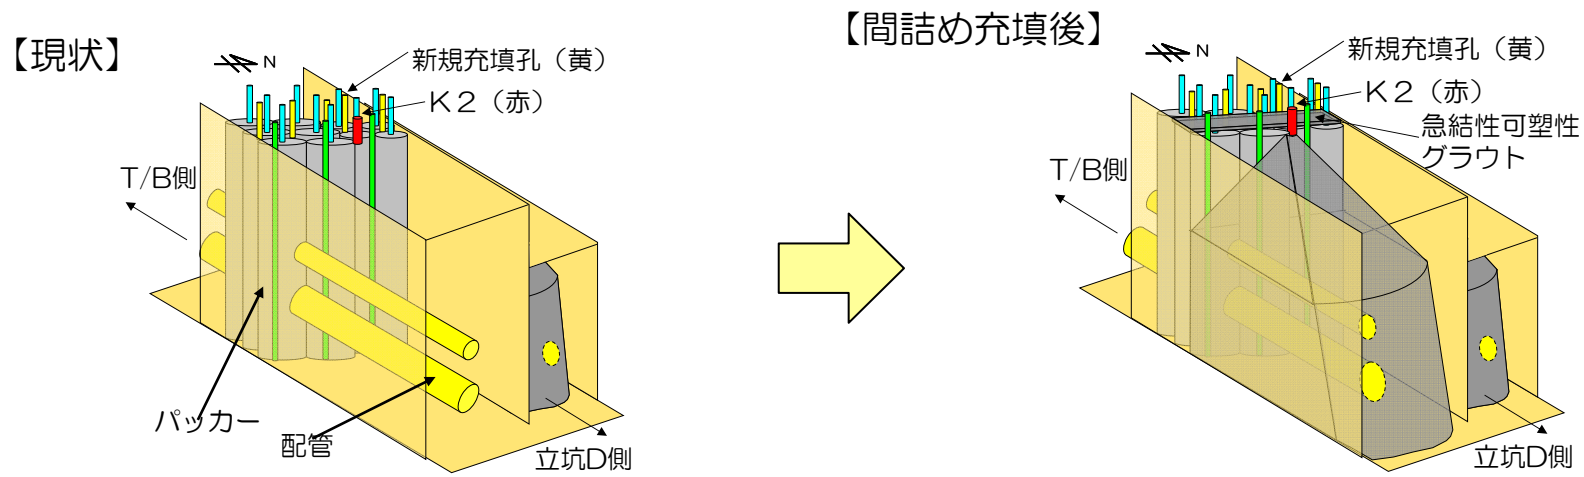 【現状】
N
新規充填孔（黄）
K2（赤）
T/B側
パッカー
配管
立坑D側
【間詰め充填後】
N
新規充填孔（黄）
K2（赤）
急結性可塑性
グラウト
T/B側
立坑D側